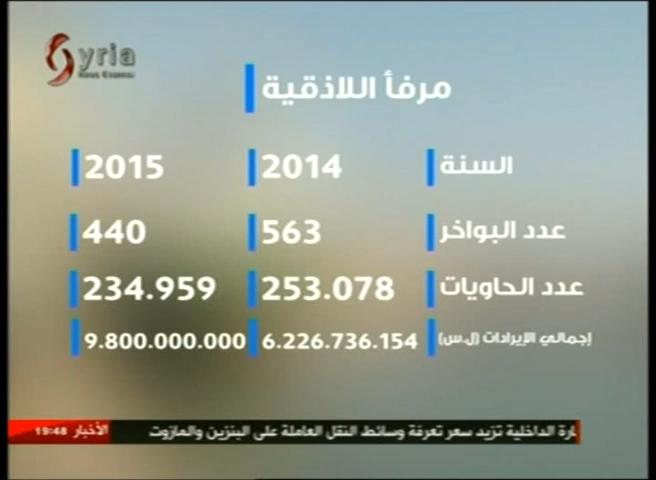 Syria
News Channel
مرفأ اللاذقية
السنة 2014 2015
عدد البواخر 563 440
عدد الحاويات 253.078 234.959
إجمالي الإيرادات (ل.س) 6.226.736.154 9.800.000.000
الأخبار 19:48
ارة الداخلية تزيد سعر تعرفة وسائط النقل العاملة على البنزين والمازوت